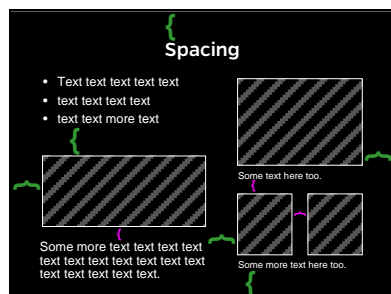 Spacing
• Text text text text text
• text text text text
• text text more text
Some text here too.
Some more text text text text
text text text text text text text
text text text text text.
Some more text here too.